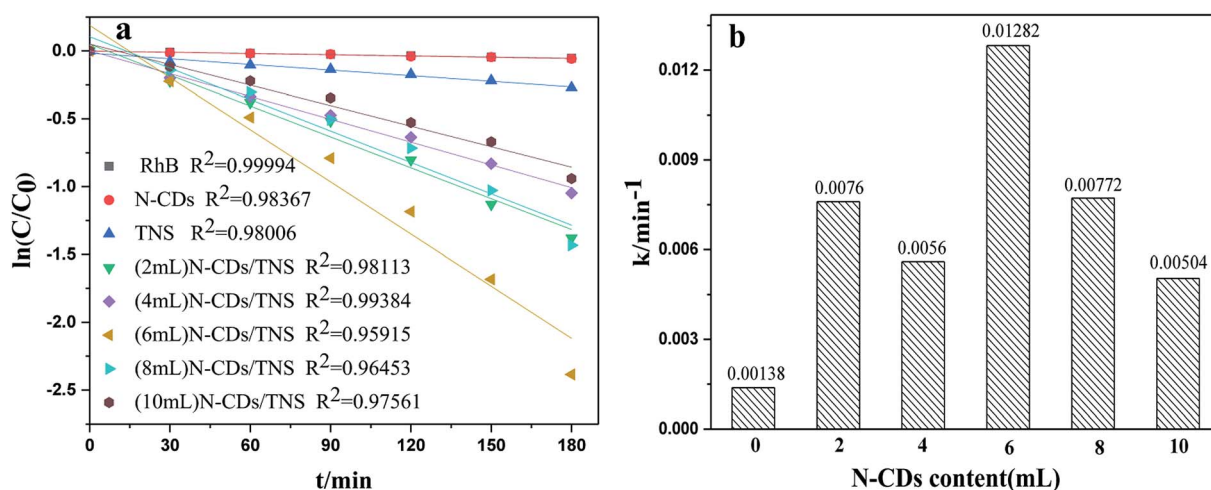 a
0.0
-0.5
-1.0
-1.5
-2.0
-2.5
ln(C/C0)
RhB R2=0.99994
N-CDs R2=0.98367
TNS R2=0.98006
(2mL)N-CDs/TNS R2=0.98113
(4mL)N-CDs/TNS R2=0.99384
(6mL)N-CDs/TNS R2=0.95915
(8mL)N-CDs/TNS R2=0.96453
(10mL)N-CDs/TNS R2=0.97561
0 30 60 90 120 150 180
t/min
b
0.012
0.009
0.006
0.003
0.000
k/min-1
0.00138
0.0076
0.0056
0.01282
0.00772
0.00504
0 2 4 6 8 10
N-CDs content(mL)